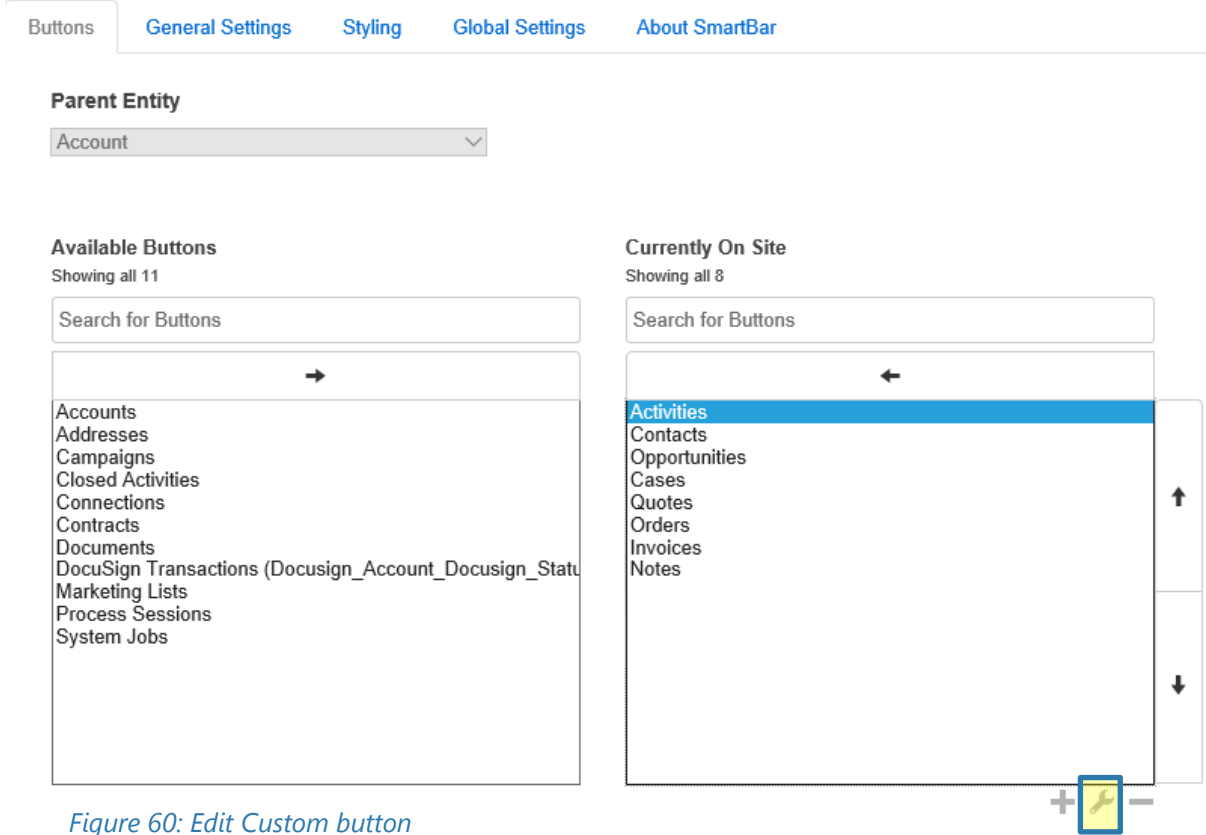 Buttons General Settings Styling Global Settings About SmartBar
Parent Entity
Account
Available Buttons
Showing all 11
Search for Buttons
Accounts
Addresses
Campaigns
Closed Activities
Connections
Contracts
Documents
DocuSign Transactions (Docusign_Account_Docusign_Statu
Marketing Lists
Process Sessions
System Jobs
Currently On Site
Showing all 8
Search for Buttons
Activities
Contacts
Opportunities
Cases
Quotes
Orders
Invoices
Notes
Figure 60: Edit Custom button